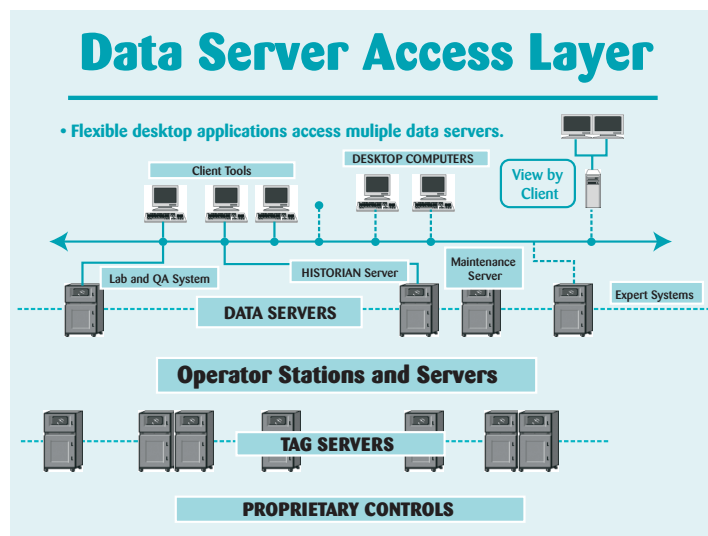 Data Server Access Layer
• Flexible desktop applications access muliple data servers.
Client Tools
DESKTOP COMPUTERS
View by
Client
Lab and QA System
HISTORIAN Server
Maintenance
Server
Expert Systems
DATA SERVERS
Operator Stations and Servers
TAG SERVERS
PROPRIETARY CONTROLS